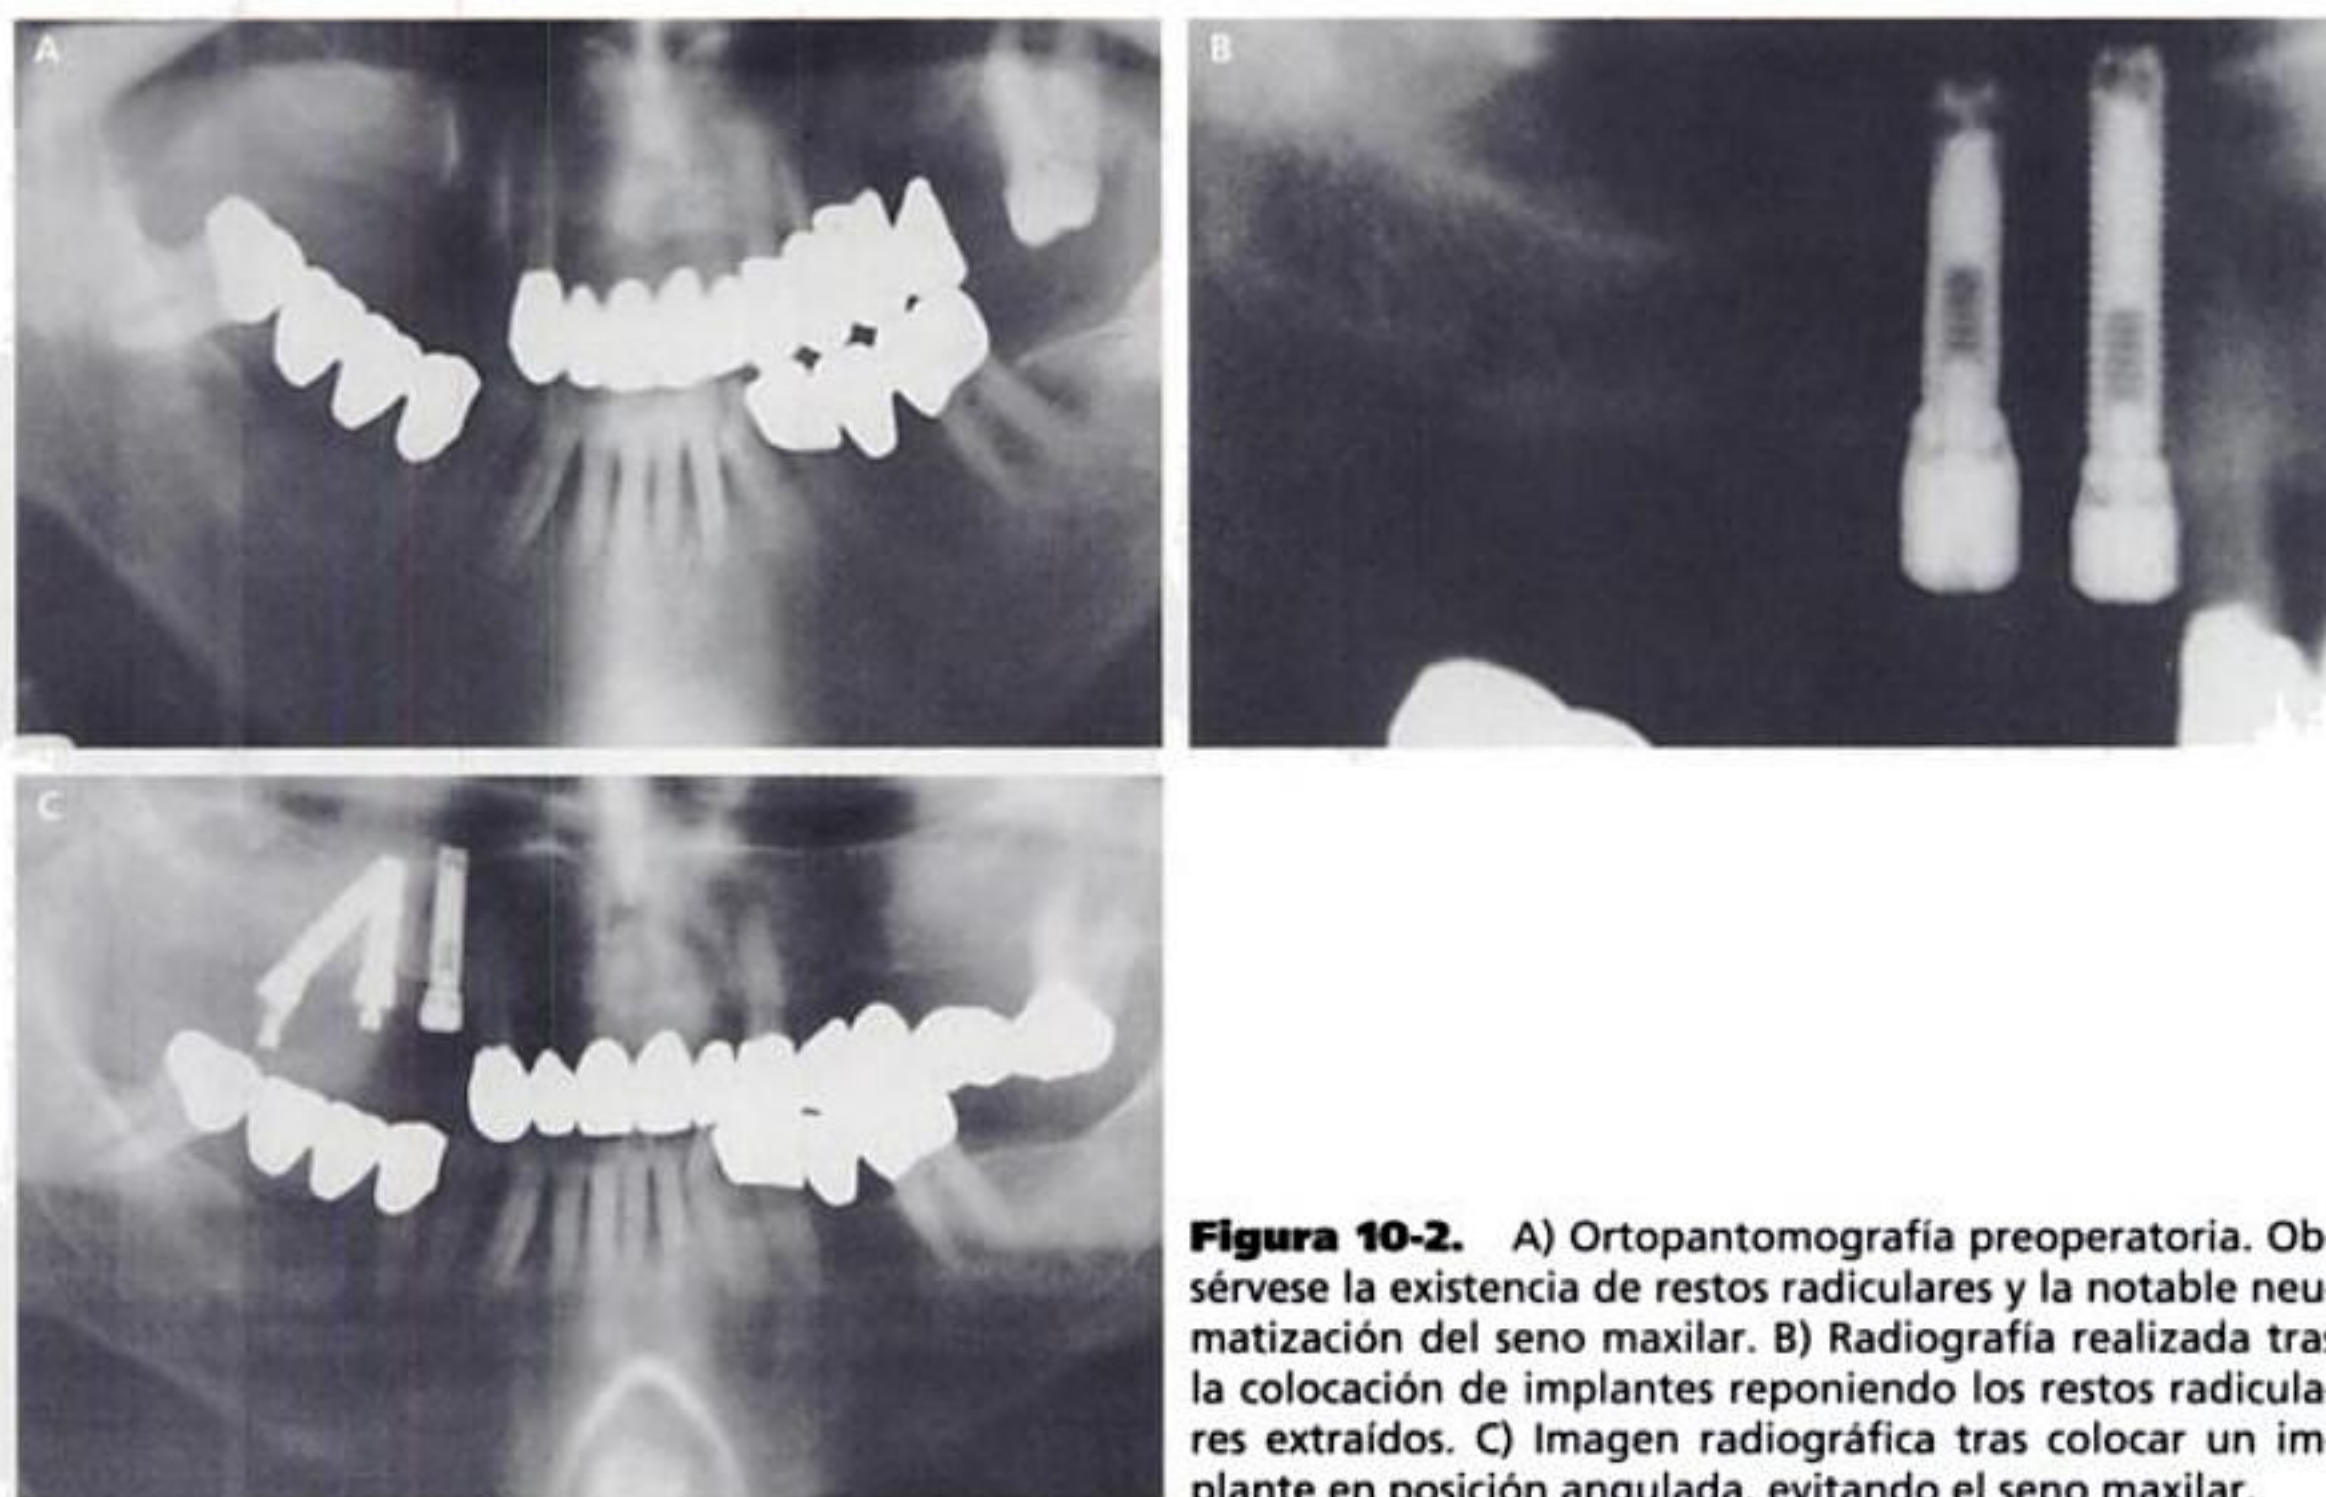 A
B
C
Figura 10-2. A) Ortopantomografía preoperatoria. Ob-
sérvese la existencia de restos radiculares y la notable neu
matización del seno maxilar. B) Radiografía realizada tras
la colocación de implantes reponiendo los restos radicula
res extraídos. C) Imagen radiográfica tras colocar un im
plante en posición angulada, evitando el seno maxilar.